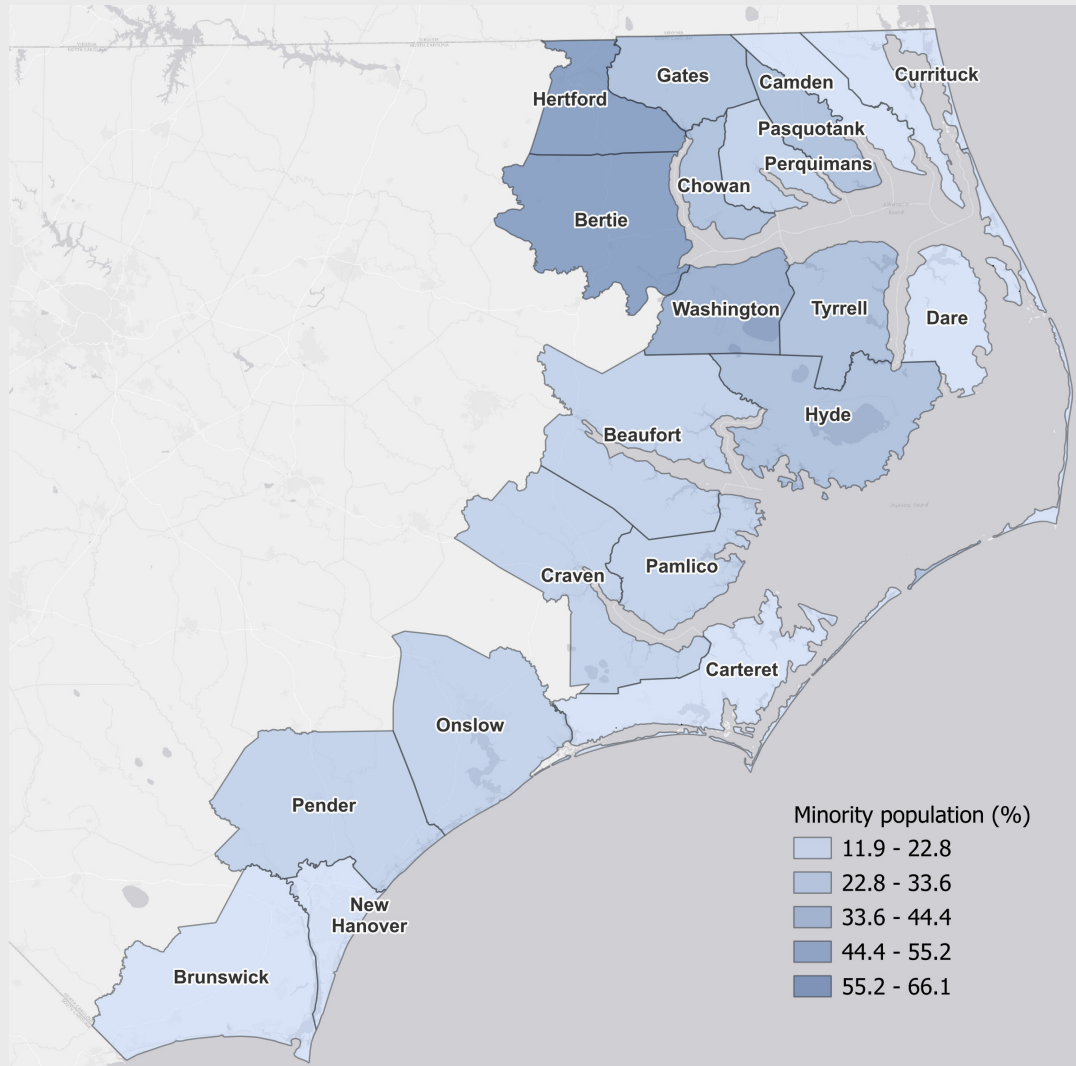 Gates
Currituck
Camden
Hertford
Pasquotank
Perquimans
Chowan
Bertie
Washington
Tyrrell
Dare
Hyde
Beaufort
Pamlico
Craven
Carteret
Onslow
Pender
New
Hanover
Brunswick
Minority population (%)
11.9 - 22.8
22.8 - 33.6
33.6 - 44.4
44.4 - 55.2
55.2 - 66.1